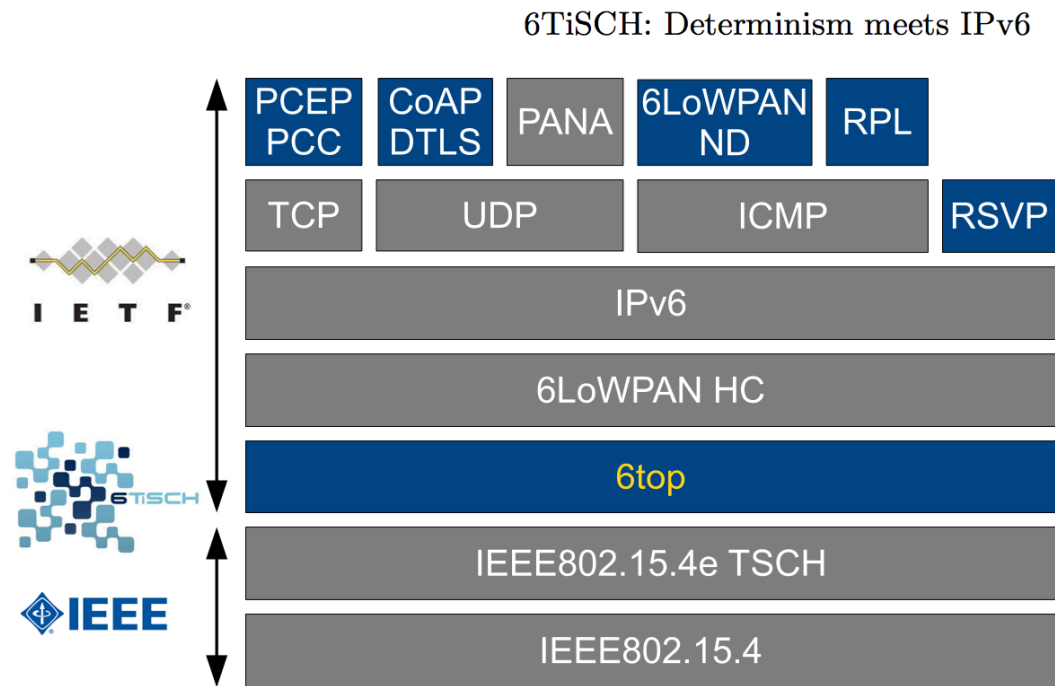 6TiSCH: Determinism meets IPv6
PCEP
PCC
CoAP
DTLS
PANA
6LoWPAN
ND
RPL
TCP
UDP
ICMP
RSVP
IPv6
I E T F®
6LoWPAN HC
6top
6TiSCH
IEEE802.15.4e TSCH
IEEE®
IEEE802.15.4